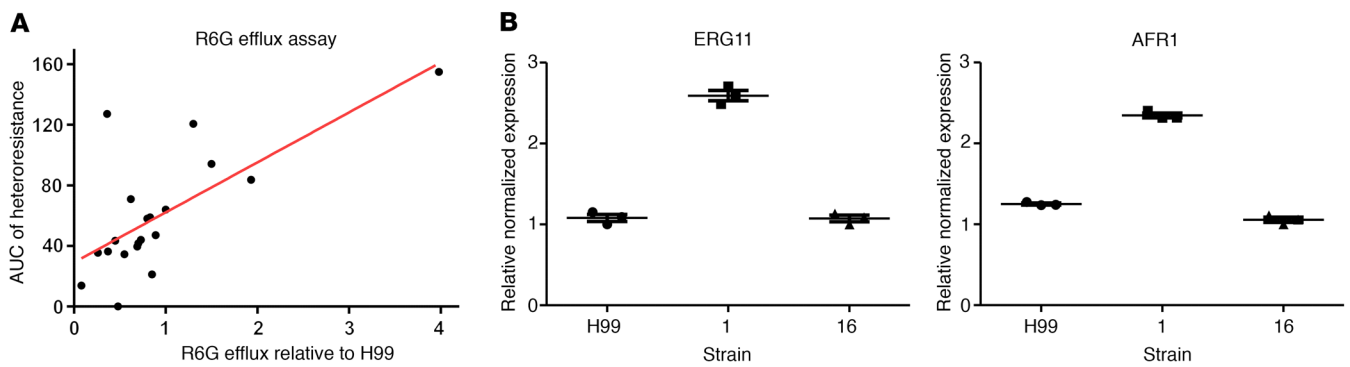 A
R6G efflux assay
AUC of heteroresistance
160
120
80
40
0
0 1 2 3 4
R6G efflux relative to H99
B
ERG11
Relative normalized expression
3
2
1
0
H99 1 16
Strain
AFR1
Relative normalized expression
3
2
1
0
H99 1 16
Strain